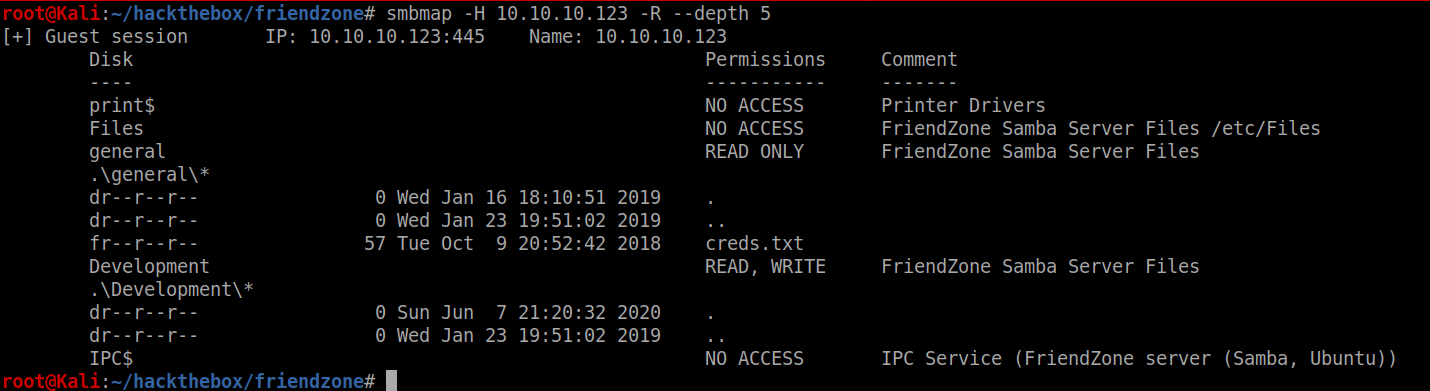 root@Kali:~/hackthebox/friendzone# smbmap -H 10.10.10.123 -R --depth 5
[+] Guest session       IP: 10.10.10.123:445    Name: 10.10.10.123
        Disk                                                    Permissions     Comment
        ----                                                    -----------     -------
        print$                                                  NO ACCESS       Printer Drivers
        Files                                                   NO ACCESS       FriendZone Samba Server Files /etc/Files
        general                                                 READ ONLY       FriendZone Samba Server Files
        .\general\*
        dr--r--r--                0 Wed Jan 16 18:10:51 2019    .
        dr--r--r--                0 Wed Jan 23 19:51:02 2019    ..
        fr--r--r--               57 Tue Oct  9 20:52:42 2018    creds.txt
        Development                                             READ, WRITE     FriendZone Samba Server Files
        .\Development\*
        dr--r--r--                0 Sun Jun  7 21:20:32 2020    .
        dr--r--r--                0 Wed Jan 23 19:51:02 2019    ..
        IPC$                                                    NO ACCESS       IPC Service (FriendZone server (Samba, Ubuntu))
root@Kali:~/hackthebox/friendzone#